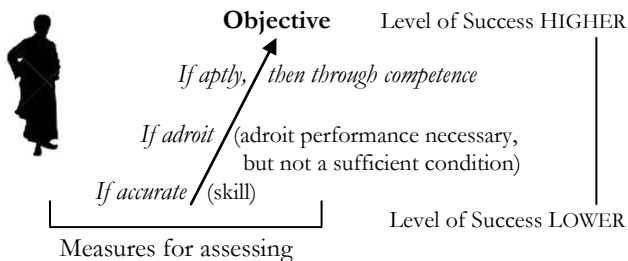 Objective Level of Success HIGHER
If aptly, then through competence
If adroit (adroit performance necessary,
but not a sufficient condition)
If accurate (skill)
Level of Success LOWER
Measures for assessing